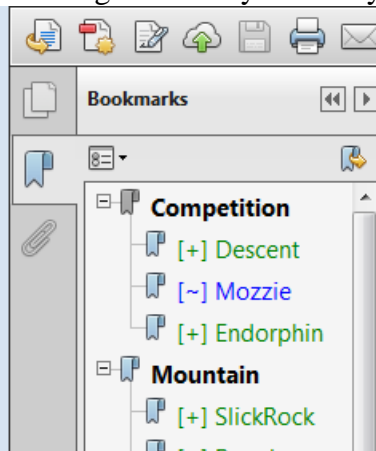 Bookmarks
Competition
[+] Descent
[~] Mozzie
[+] Endorphin
Mountain
[+] SlickRock